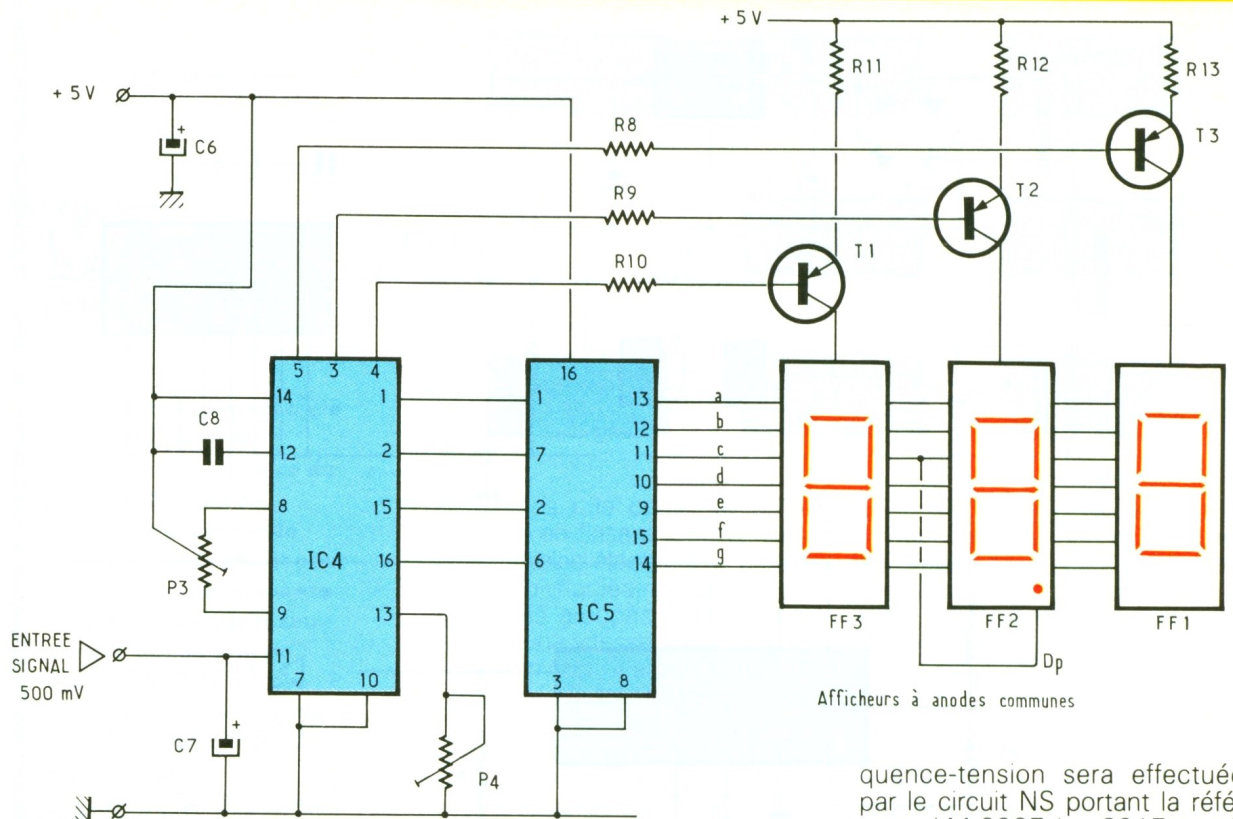 +5V
R11
R12
R13
+5V
C6
R8
T3
R9
T2
R10
T1
5 3 4
16
14
1
1
13
a
12
b
C8
12
2
7
11
c
10
d
8
15
2
9
e
IC4
15
f
P3
16
6
14
g
9
13
IC5
ENTREE
SIGNAL
500 mV
11
7 10
3 8
FF3
FF2
FF1
Dp
C7
P4
Afficheurs à anodes communes
quence-tension sera effectuée
par le circuit NS portant la réfé-